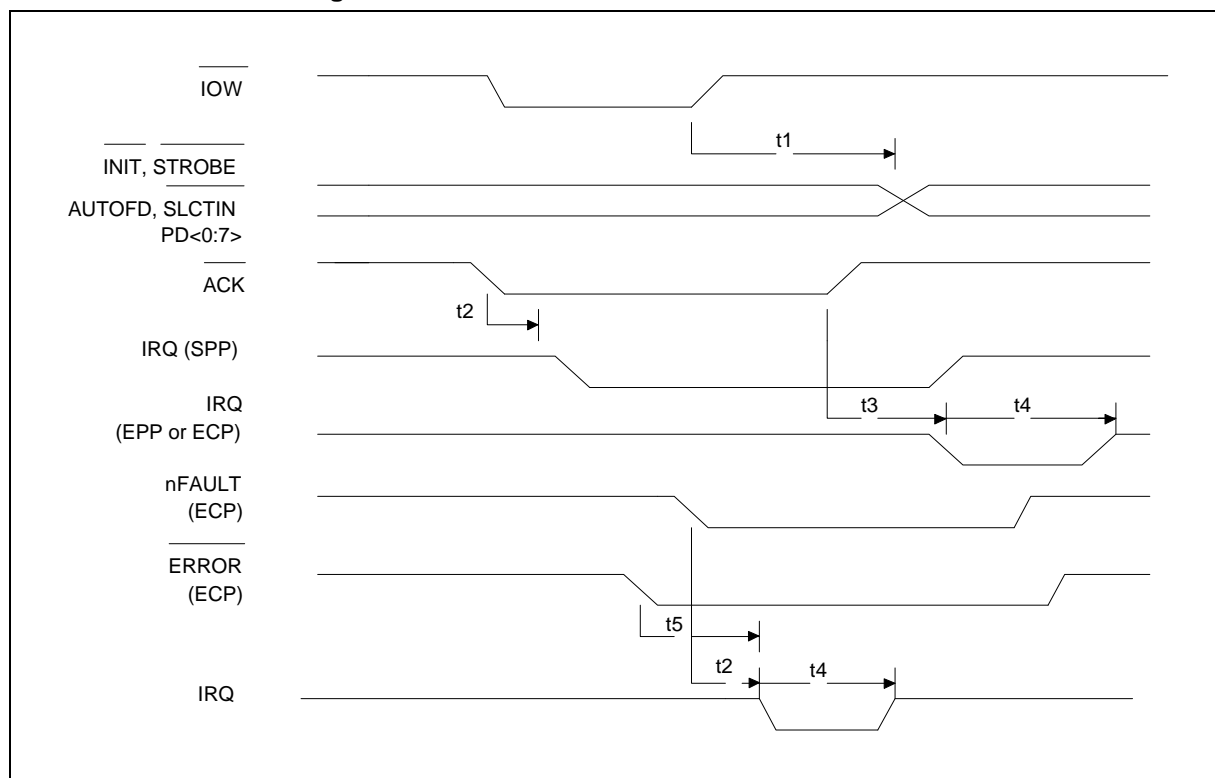 IOW
t1
INIT, STROBE
AUTOFD, SLCTIN
PD<0:7>
ACK
t2
IRQ (SPP)
IRQ
(EPP or ECP)
t3
t4
nFAULT
(ECP)
ERROR
(ECP)
t5
t2
t4
IRQ